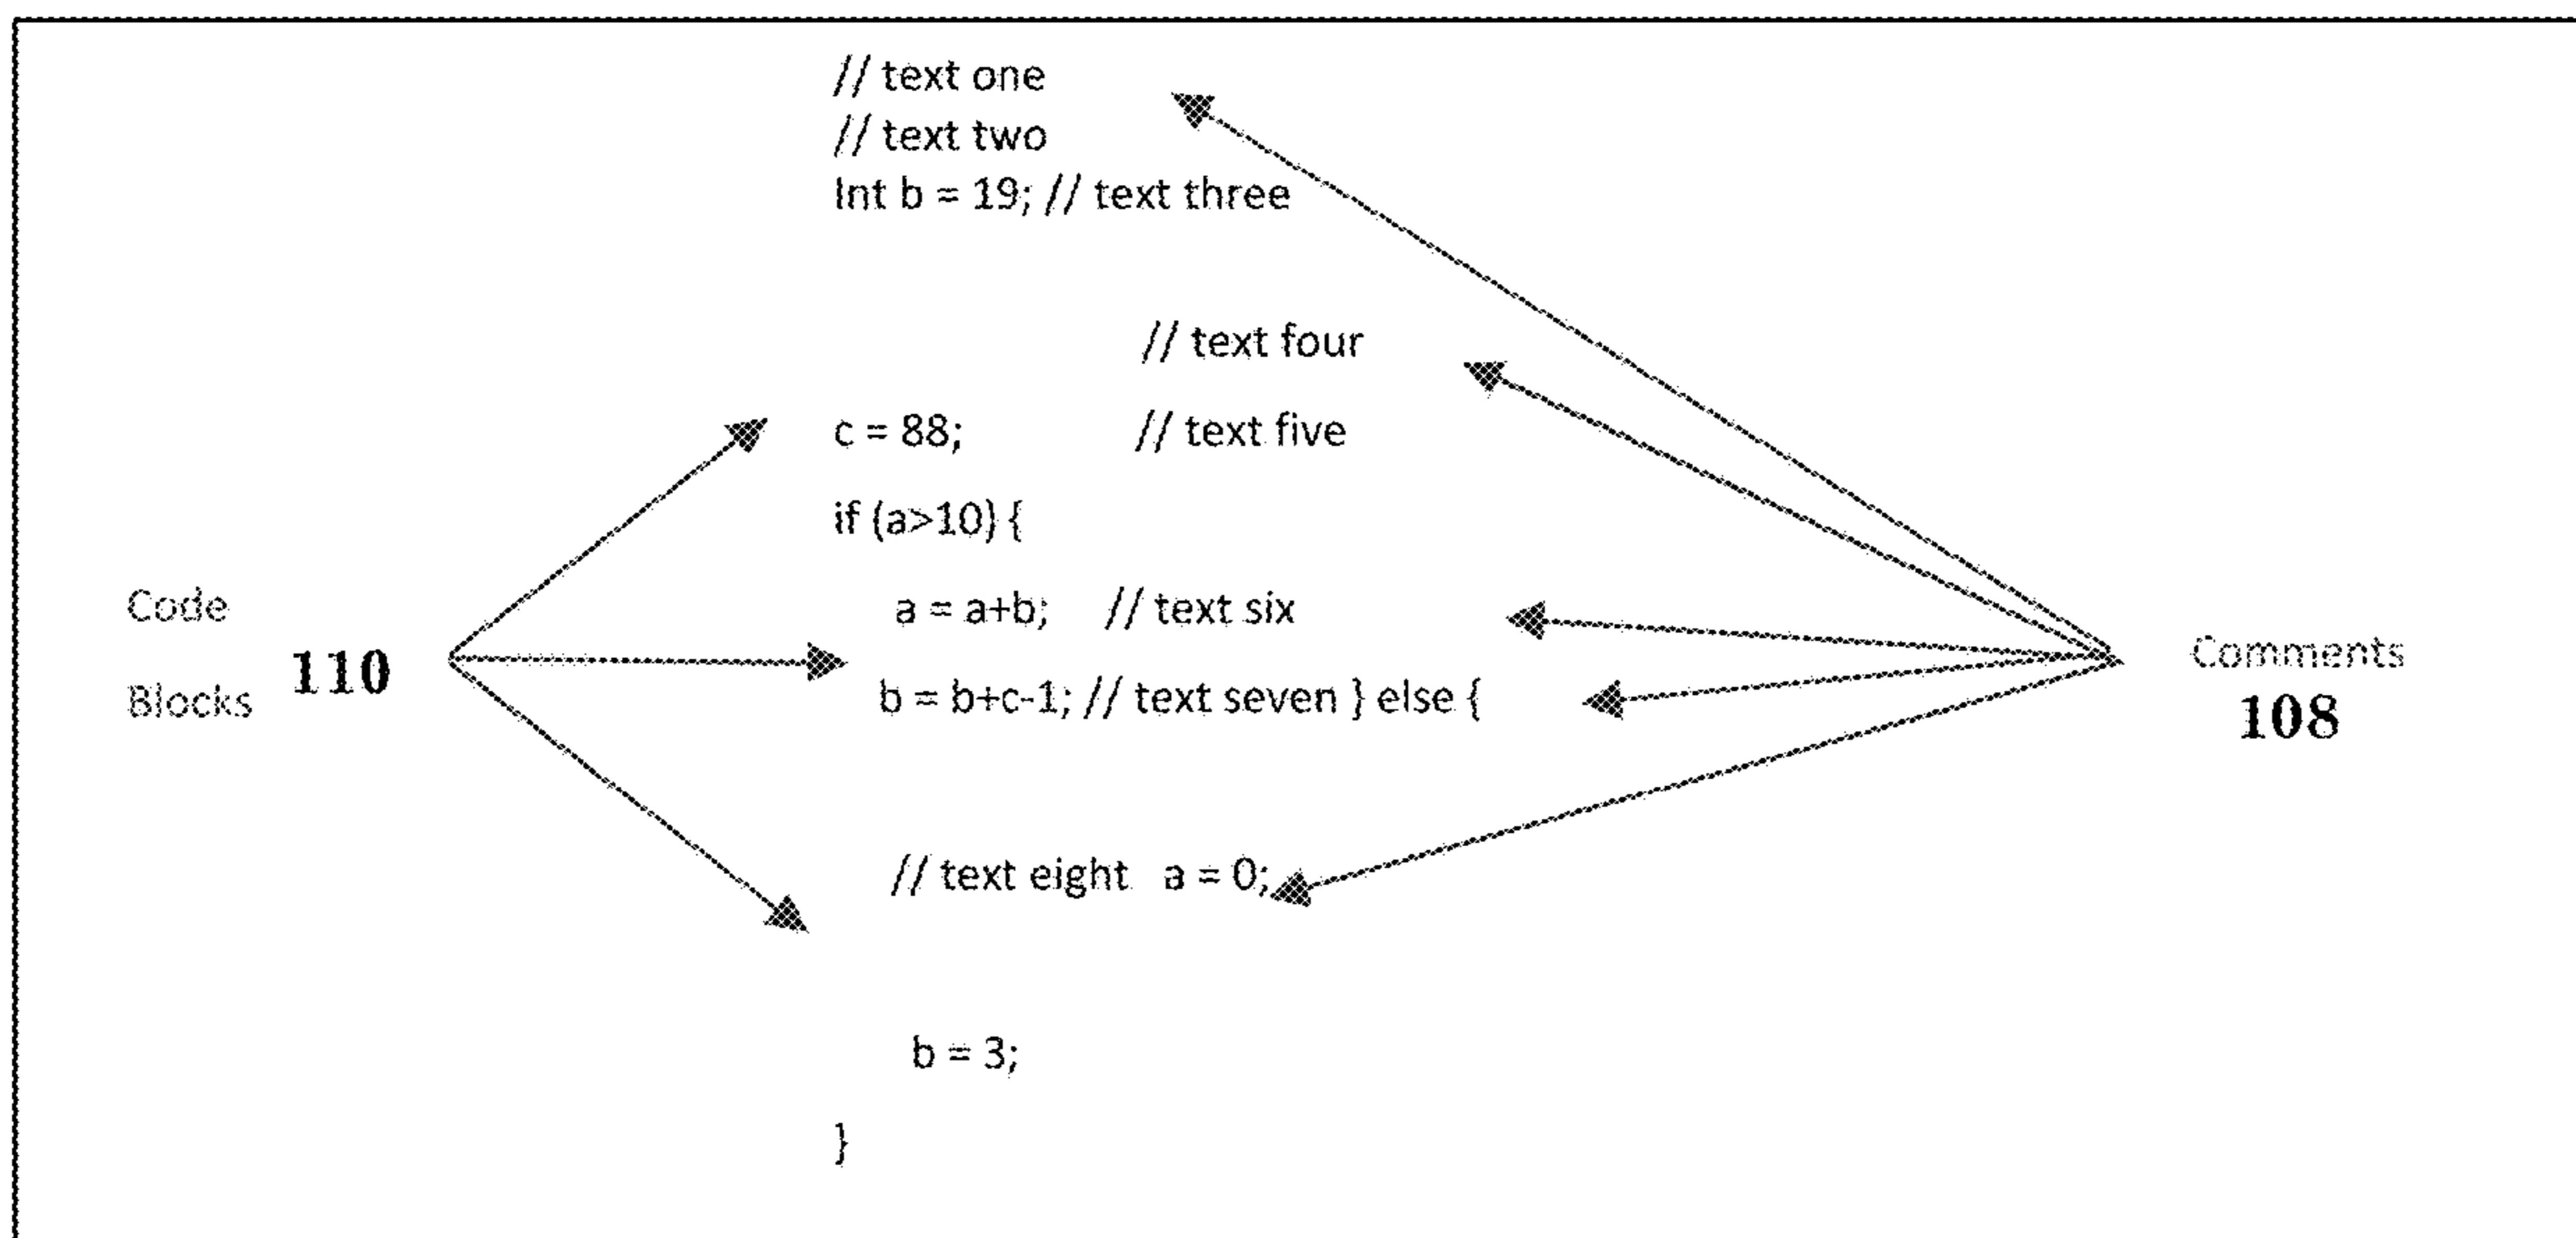 // text one
// text two
Int b = 19; // text three
// text four
c = 88; // text five
if (a>10) {
a = a+b; // text six
b = b+c-1; // text seven } else {
// text eight a = 0;
b = 3;
}
Code
Blocks 110
Comments
108